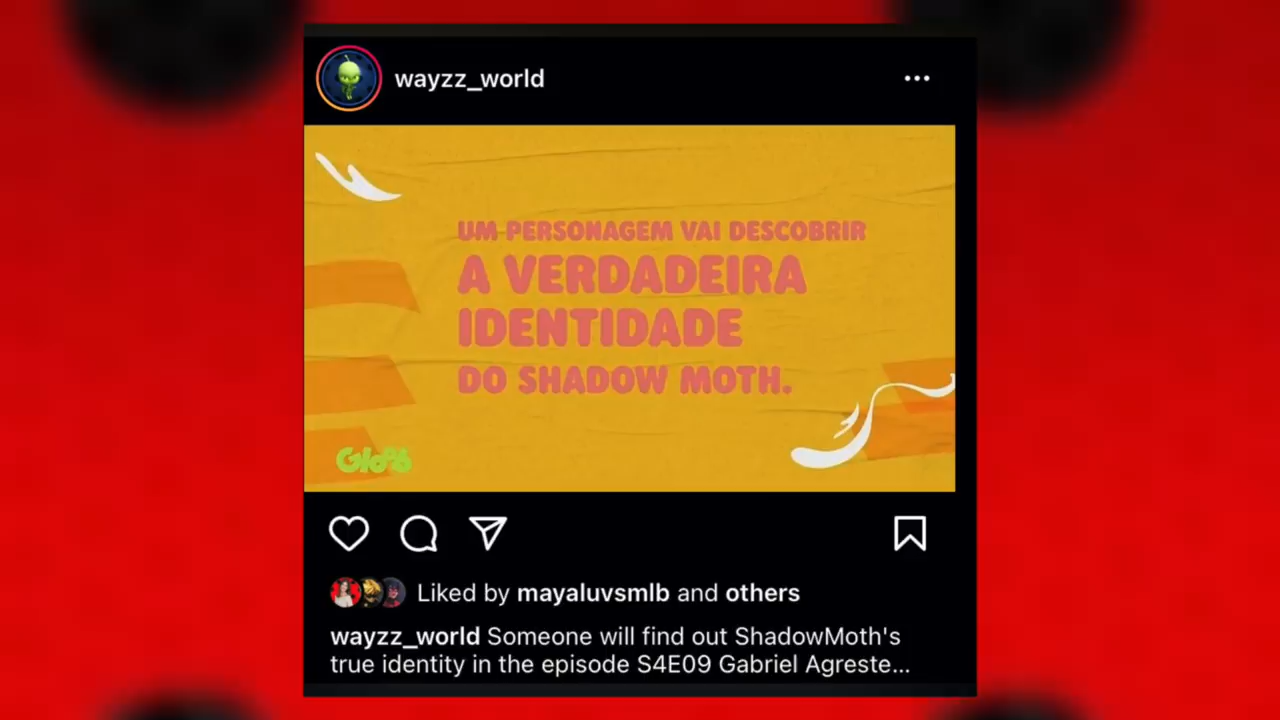 wayzz_world
UM PERSONAGEM VAI DESCOBRIR
A VERDADEIRA
IDENTIDADE
DO SHADOW MOTH.
Gloob
Liked by mayaluvsmlb and others
wayzz_world Someone will find out ShadowMoth's
true identity in the episode S4E09 Gabriel Agreste...